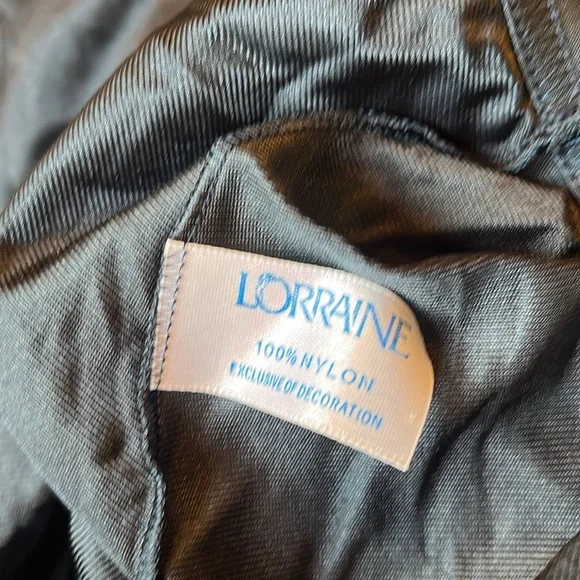 LORRAINE
100% NYLON
EXCLUSIVE OF DECORATION